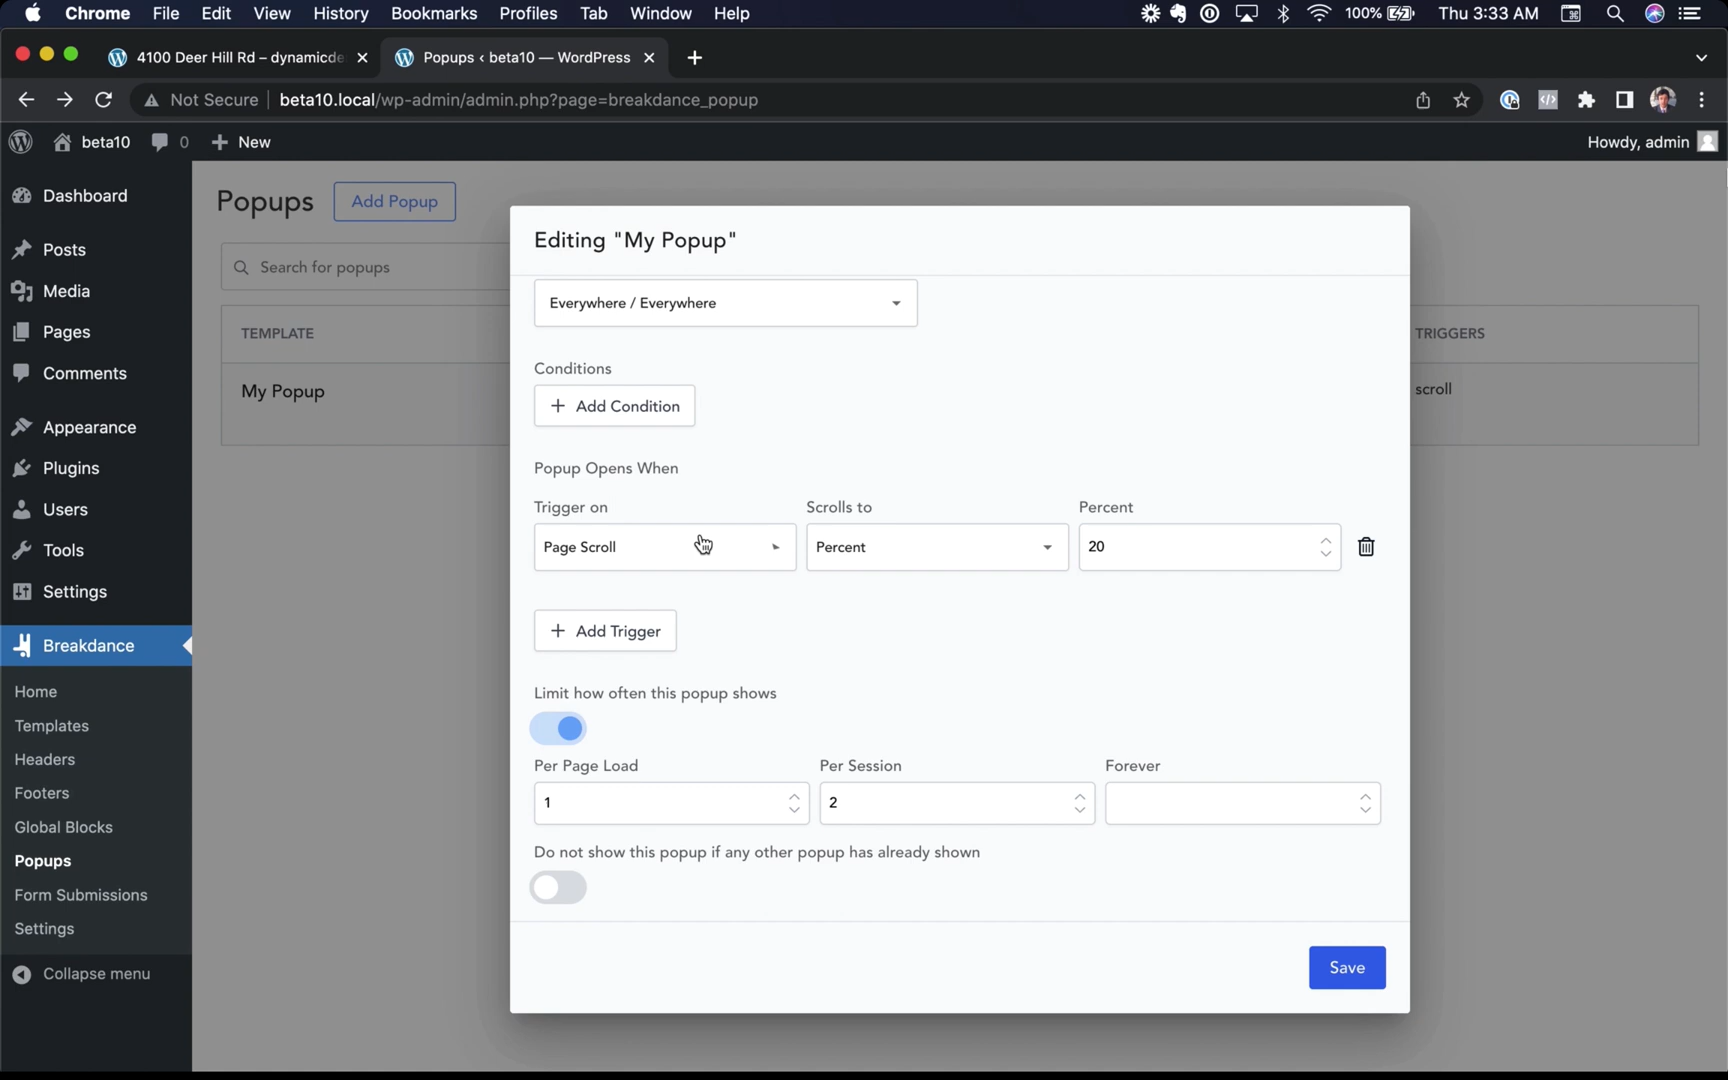 Chrome File Edit View History Bookmarks Profiles Tab Window Help 100% Thu 3:33 AM
4100 Deer Hill Rd – dynamicde
Popups ‹ beta10 — WordPress
Not Secure beta10.local/wp-admin/admin.php?page=breakdance_popup
beta10 0 New Howdy, admin
Dashboard
Posts
Media
Pages
Comments
Appearance
Plugins
Users
Tools
Settings
Breakdance
Home
Templates
Headers
Footers
Global Blocks
Popups
Form Submissions
Settings
Collapse menu
Popups Add Popup
Search for popups
TEMPLATE TRIGGERS
My Popup scroll
Editing "My Popup"
Everywhere / Everywhere
Conditions
Add Condition
Popup Opens When
Trigger on Scrolls to Percent
Page Scroll Percent 20
Add Trigger
Limit how often this popup shows
Per Page Load Per Session Forever
1 2
Do not show this popup if any other popup has already shown
Save